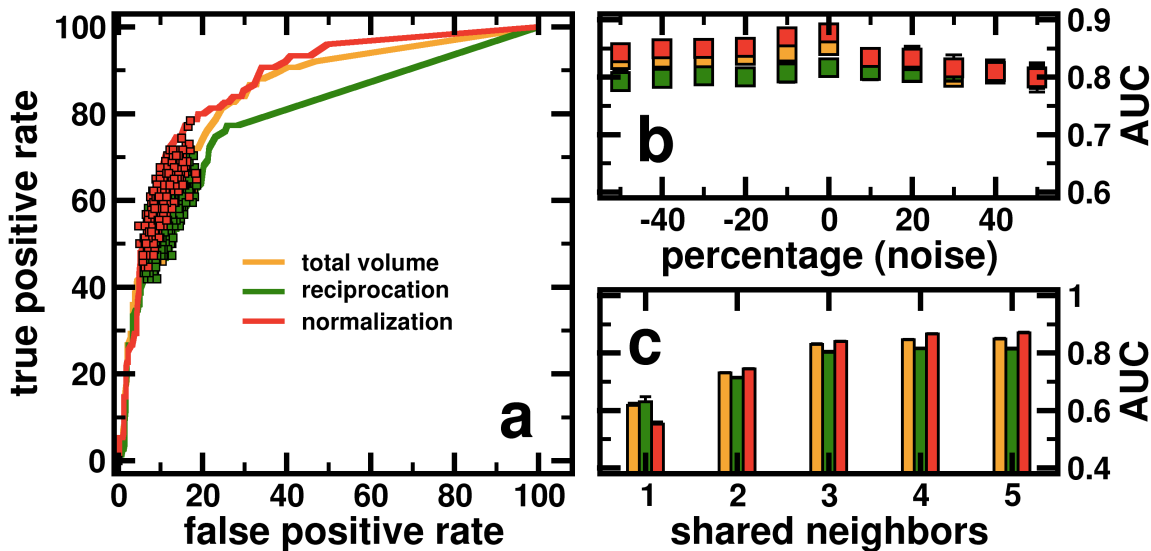 100
80
60
40
20
0
true positive rate
total volume
reciprocation
normalization
a
0 20 40 60 80 100
false positive rate
0.9
0.8
0.7
0.6
AUC
b
-40 -20 0 20 40
percentage (noise)
1
0.8
0.6
0.4
AUC
c
1 2 3 4 5
shared neighbors